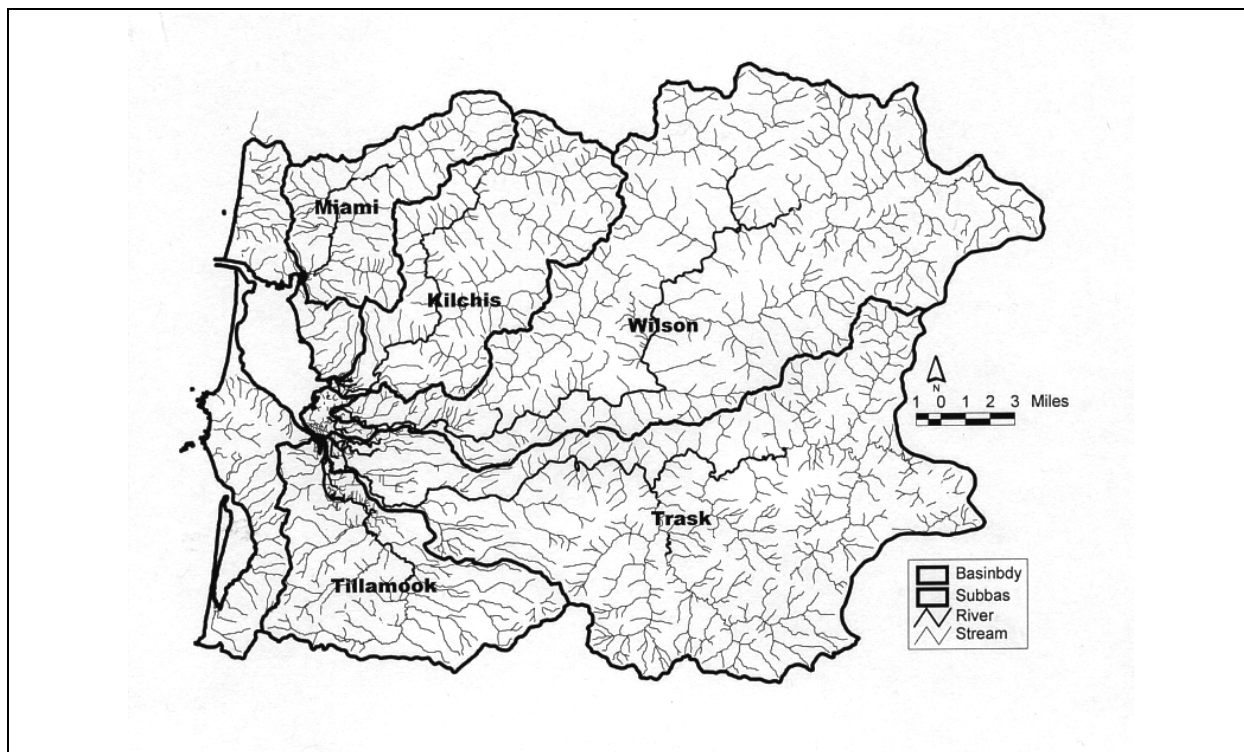 Miami
Kilchis
Wilson
N
1 0 1 2 3 Miles
Trask
Tillamook
Basinbdy
Subbas
River
Stream